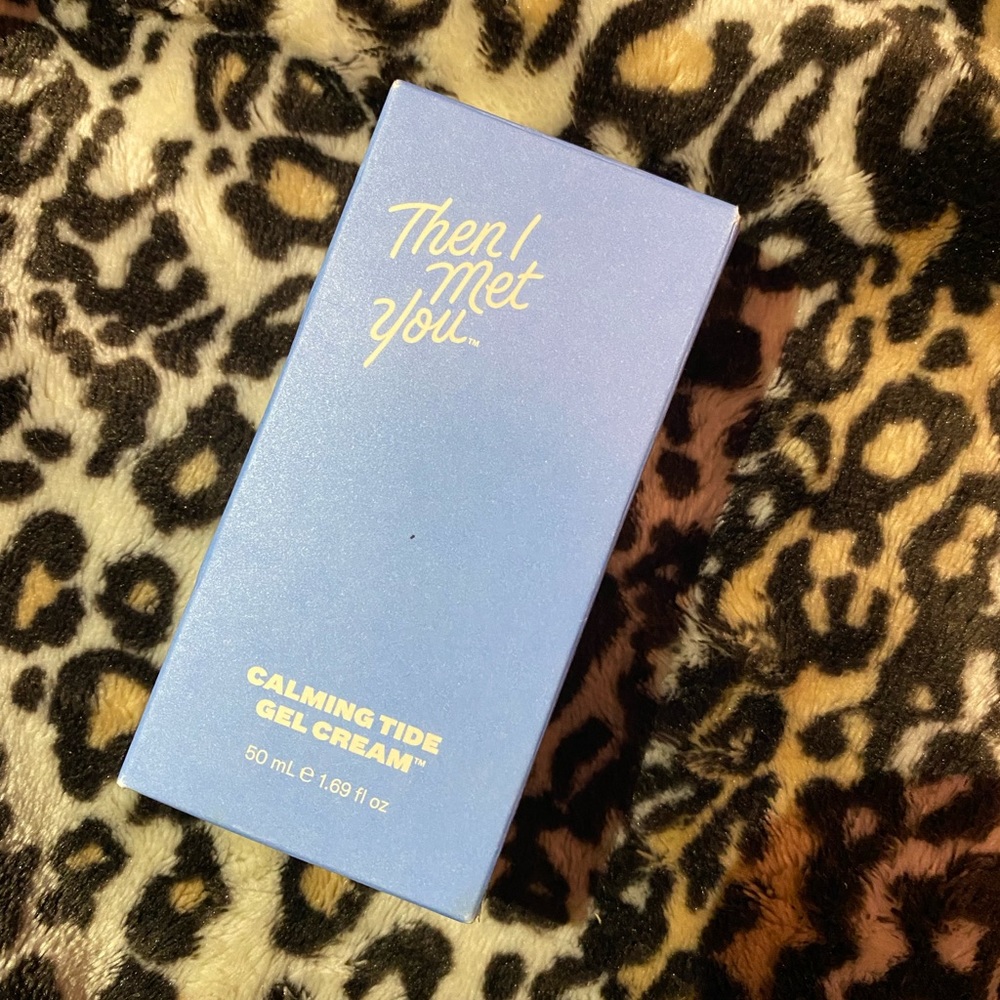 Then I
Met
You™
CALMING TIDE
GEL CREAM™
50 mL ℮ 1.69 fl oz